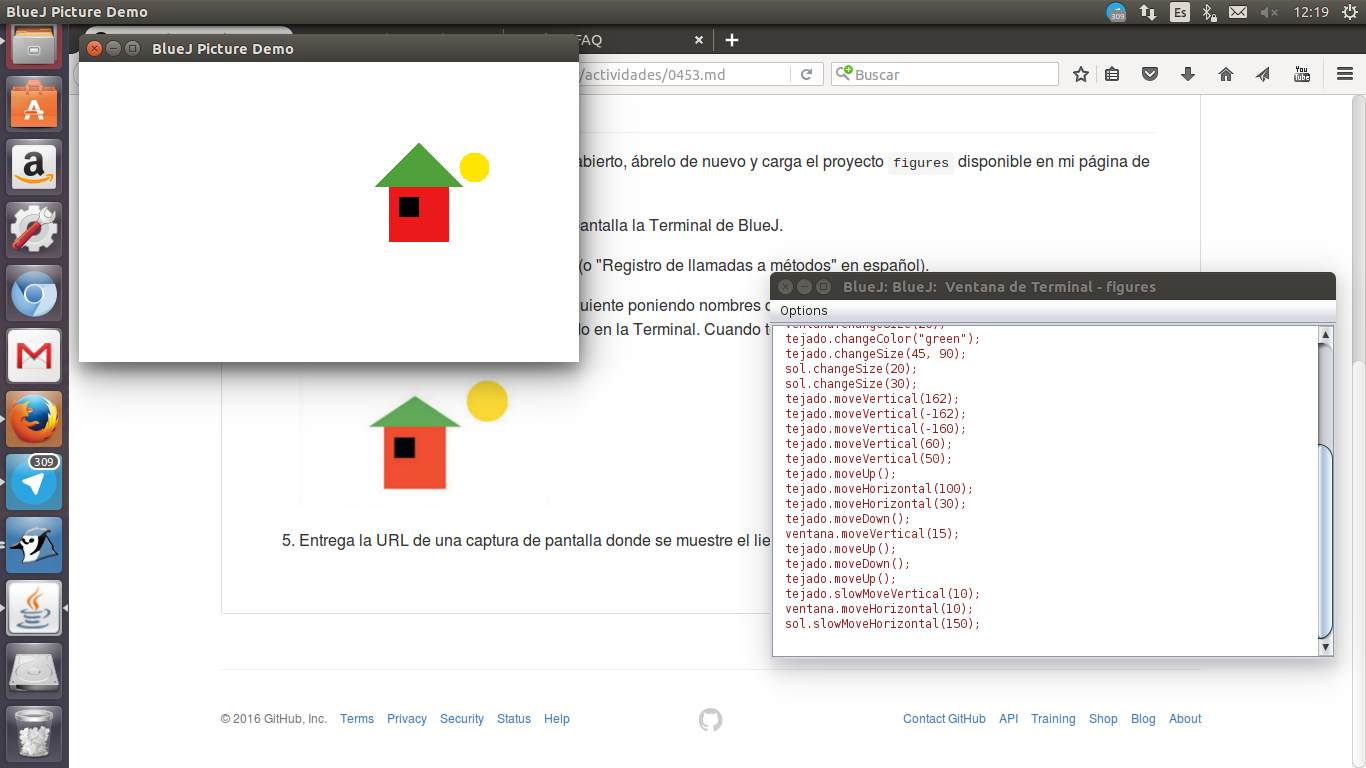 BlueJ Picture Demo
309
Es
12:19
BlueJ Picture Demo
FAQ
/actividades/0453.md
Buscar
You
Tube
abierto, ábrelo de nuevo y carga el proyecto figures disponible en mi página de
antalla la Terminal de BlueJ.
(o "Registro de llamadas a métodos" en español).
uiente poniendo nombres
lo en la Terminal. Cuando
BlueJ: BlueJ: Ventana de Terminal - figures
Options
ventana.changeSize(20);
tejado.changeColor("green");
tejado.changeSize(45, 90);
sol.changeSize(20);
sol.changeSize(30);
tejado.moveVertical(162);
tejado.moveVertical(-162);
tejado.moveVertical(-160);
tejado.moveVertical(60);
tejado.moveVertical(50);
tejado.moveUp();
tejado.moveHorizontal(100);
tejado.moveHorizontal(30);
tejado.moveDown();
ventana.moveVertical(15);
tejado.moveUp();
tejado.moveDown();
tejado.moveUp();
tejado.slowMoveVertical(10);
ventana.moveHorizontal(10);
sol.slowMoveHorizontal(150);
309
5. Entrega la URL de una captura de pantalla donde se muestre el lie
© 2016 GitHub, Inc. Terms Privacy Security Status Help
Contact GitHub API Training Shop Blog About